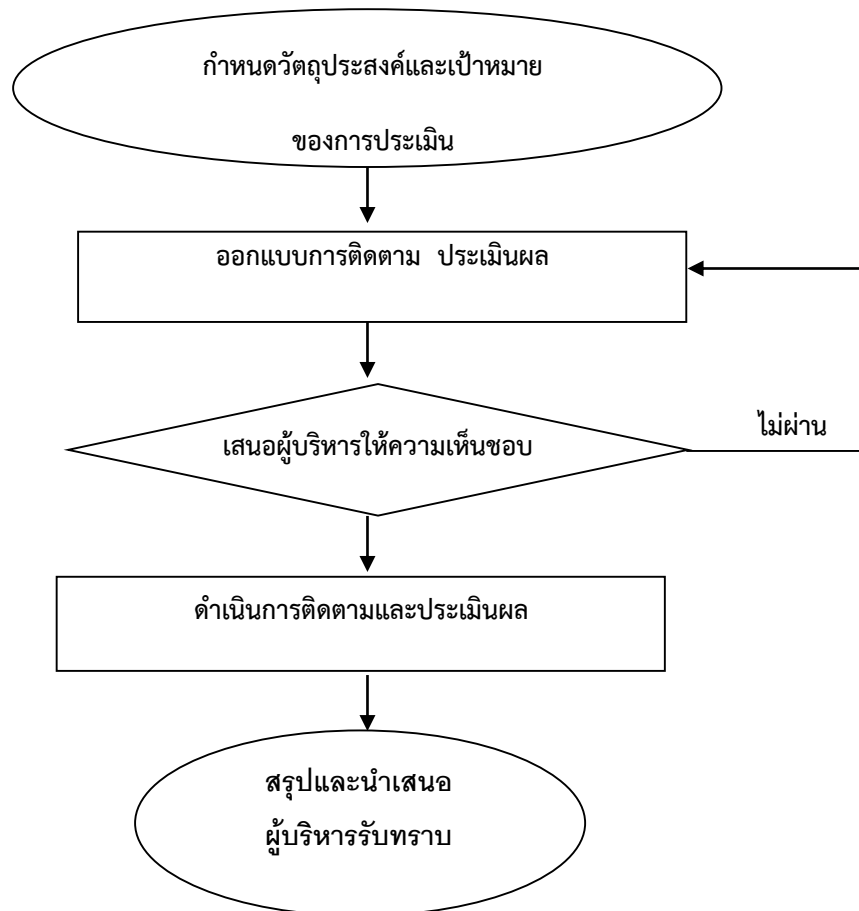 กำหนดวัตถุประสงค์และเป้าหมาย
ของการประเมิน
ออกแบบการติดตาม ประเมินผล
เสนอผู้บริหารให้ความเห็นชอบ
ไม่ผ่าน
ดำเนินการติดตามและประเมินผล
สรุปและนำเสนอ
ผู้บริหารรับทราบ